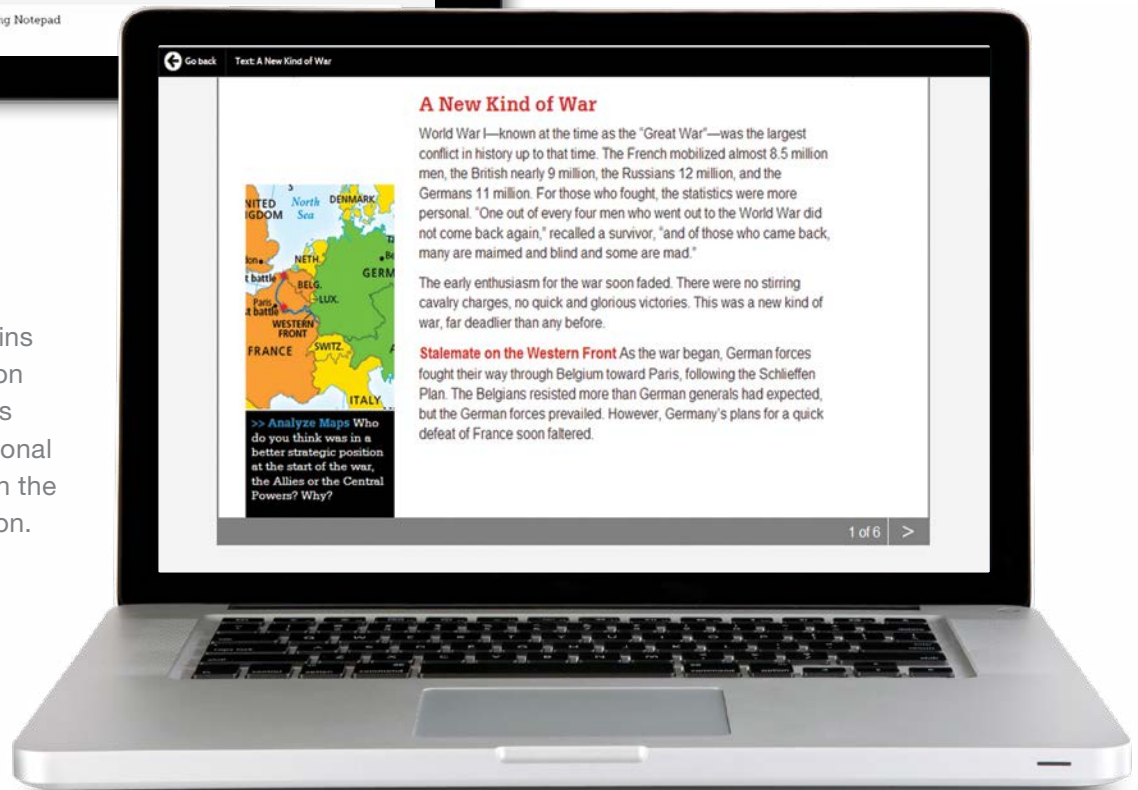 ng Notepad
Go back Text: A New Kind of War
A New Kind of War
World War I—known at the time as the "Great War"—was the largest
conflict in history up to that time. The French mobilized almost 8.5 million
men, the British nearly 9 million, the Russians 12 million, and the
Germans 11 million. For those who fought, the statistics were more
personal. "One out of every four men who went out to the World War did
not come back again," recalled a survivor, "and of those who came back,
many are maimed and blind and some are mad."
The early enthusiasm for the war soon faded. There were no stirring
cavalry charges, no quick and glorious victories. This was a new kind of
war, far deadlier than any before.
Stalemate on the Western Front As the war began, German forces
fought their way through Belgium toward Paris, following the Schlieffen
Plan. The Belgians resisted more than German generals had expected,
but the German forces prevailed. However, Germany's plans for a quick
defeat of France soon faltered.
NITED
GDOM
North
Sea
DENMARK
NETH.
GERM
t battle
BELG.
LUX.
Paris
t battle
WESTERN
FRONT
FRANCE
SWITZ.
ITALY
>> Analyze Maps Who
do you think was in a
better strategic position
at the start of the war,
the Allies or the Central
Powers? Why?
1 of 6 >
ins
on
s
onal
n the
on.
command
option